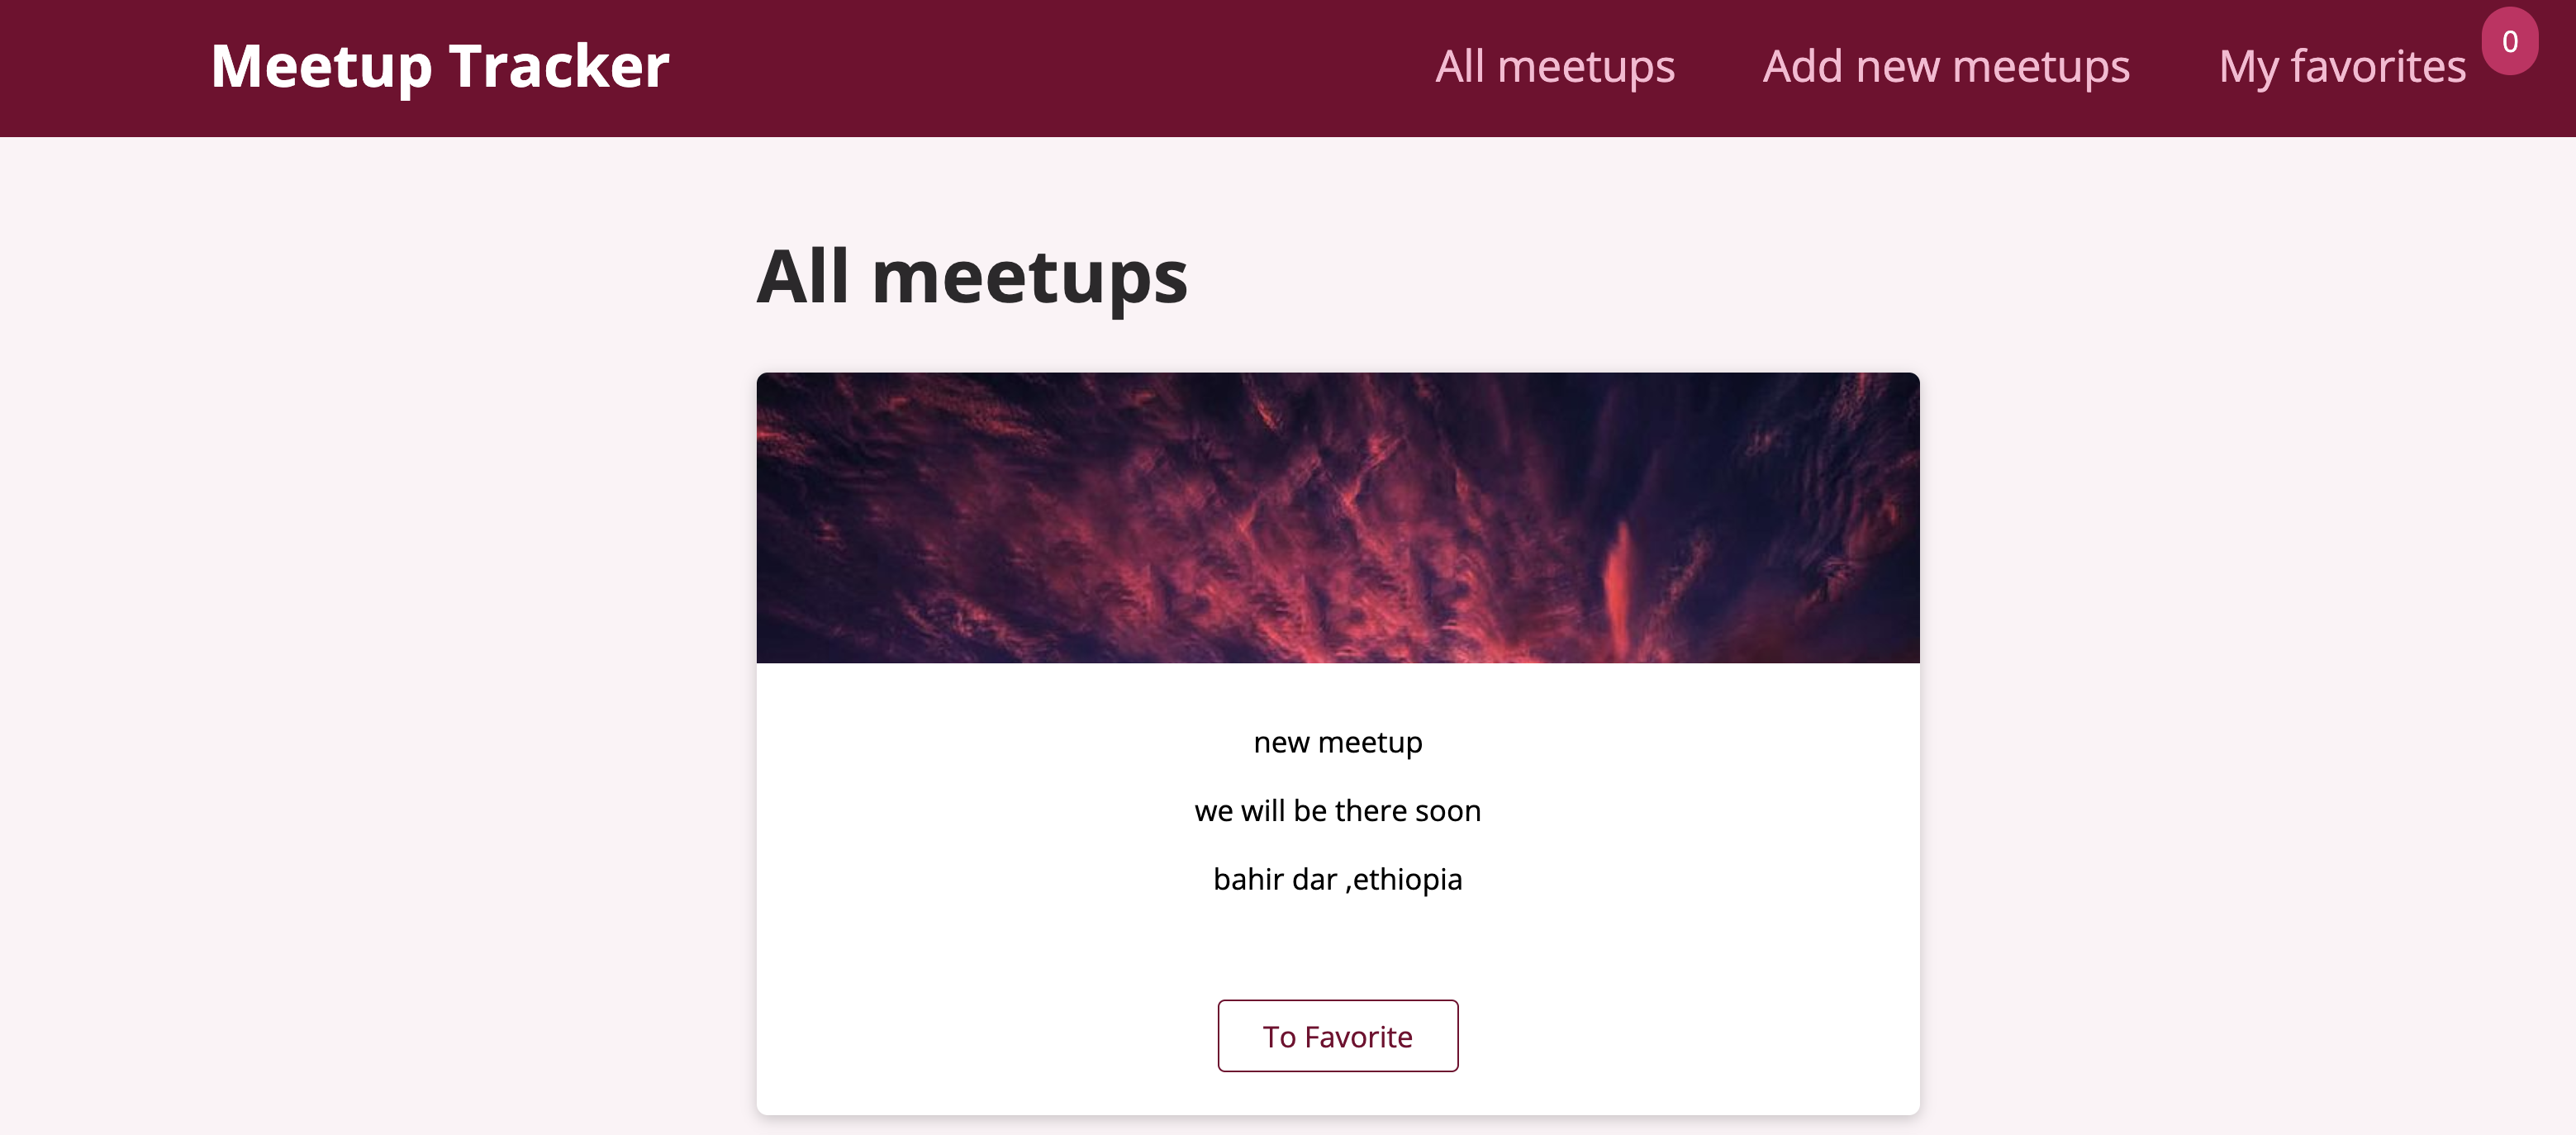 Meetup Tracker
All meetups
Add new meetups
My favorites
0
All meetups
new meetup
we will be there soon
bahir dar ,ethiopia
To Favorite